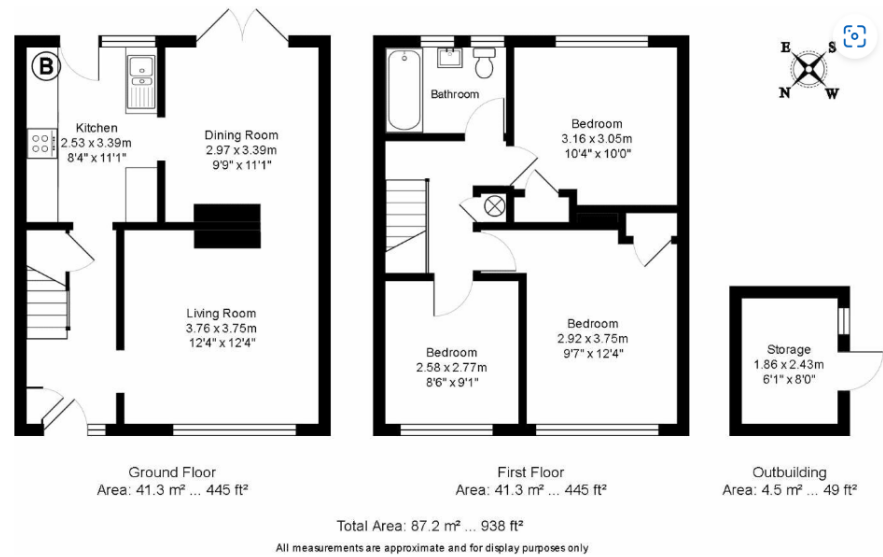 E
S
N
W
B
Kitchen
2.53 x 3.39m
8'4" x 11'1"
Dining Room
2.97 x 3.39m
9'9" x 11'1"
Living Room
3.76 x 3.75m
12'4" x 12'4"
Bathroom
Bedroom
3.16 x 3.05m
10'4" x 10'0"
Bedroom
2.58 x 2.77m
8'6" x 9'1"
Bedroom
2.92 x 3.75m
9'7" x 12'4"
Storage
1.86 x 2.43m
6'1" x 8'0"
Ground Floor
Area: 41.3 m² ... 445 ft²
First Floor
Area: 41.3 m² ... 445 ft²
Outbuilding
Area: 4.5 m² ... 49 ft²
Total Area: 87.2 m² ... 938 ft²
All measurements are approximate and for display purposes only